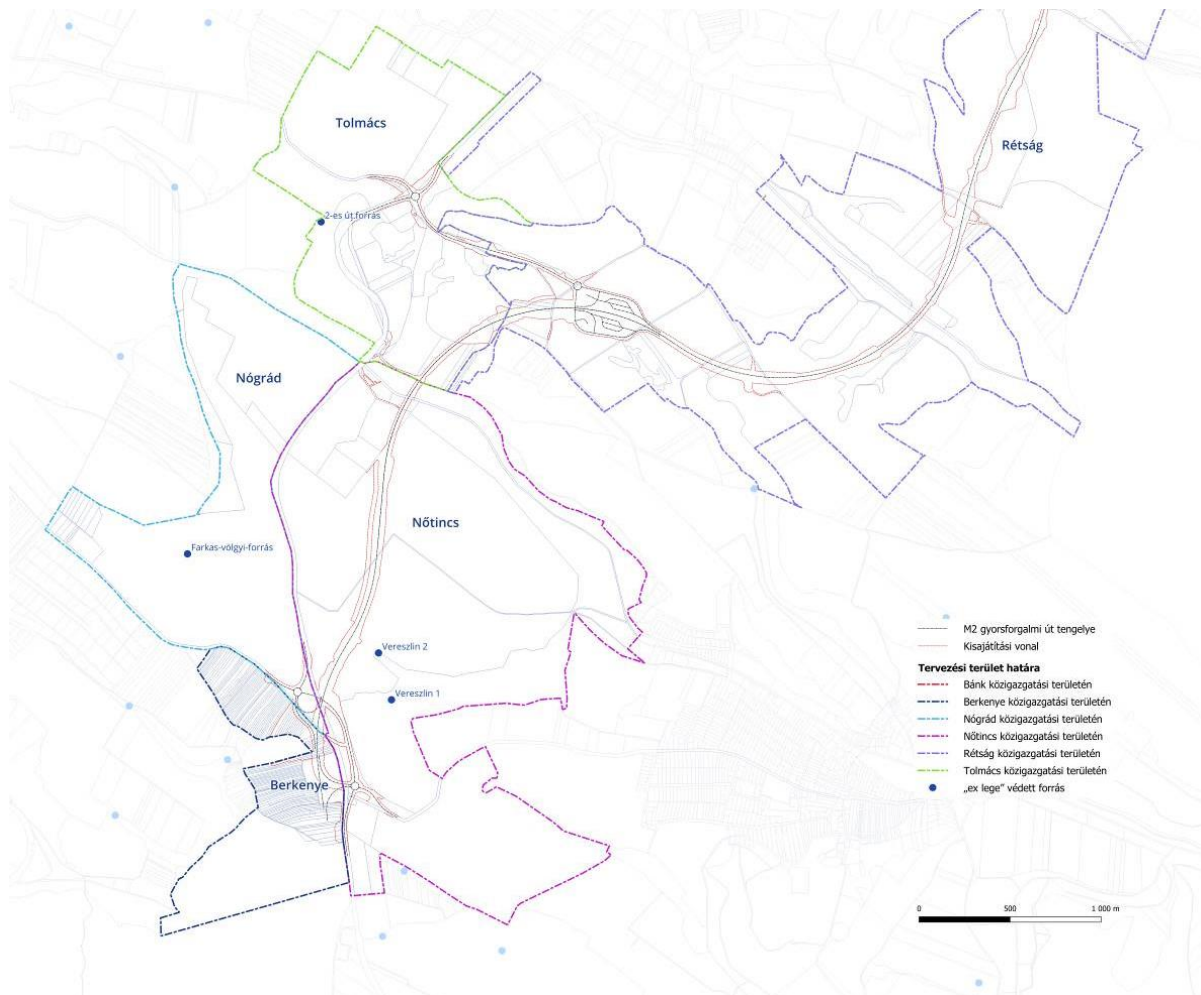 Tolmács
Rétság
2-es út forrás
Nógrád
Nőtincs
Farkas-völgyi-forrás
Vereszlin 2
Vereszlin 1
Berkenye
M2 gyorsforgalmi út tengelye
Kisajátítási vonal
Tervezési terület határa
Bánk közigazgatási területén
Berkenye közigazgatási területén
Nógrád közigazgatási területén
Nőtincs közigazgatási területén
Rétság közigazgatási területén
Tolmács közigazgatási területén
„ex lege” védett forrás
0 500 1 000 m